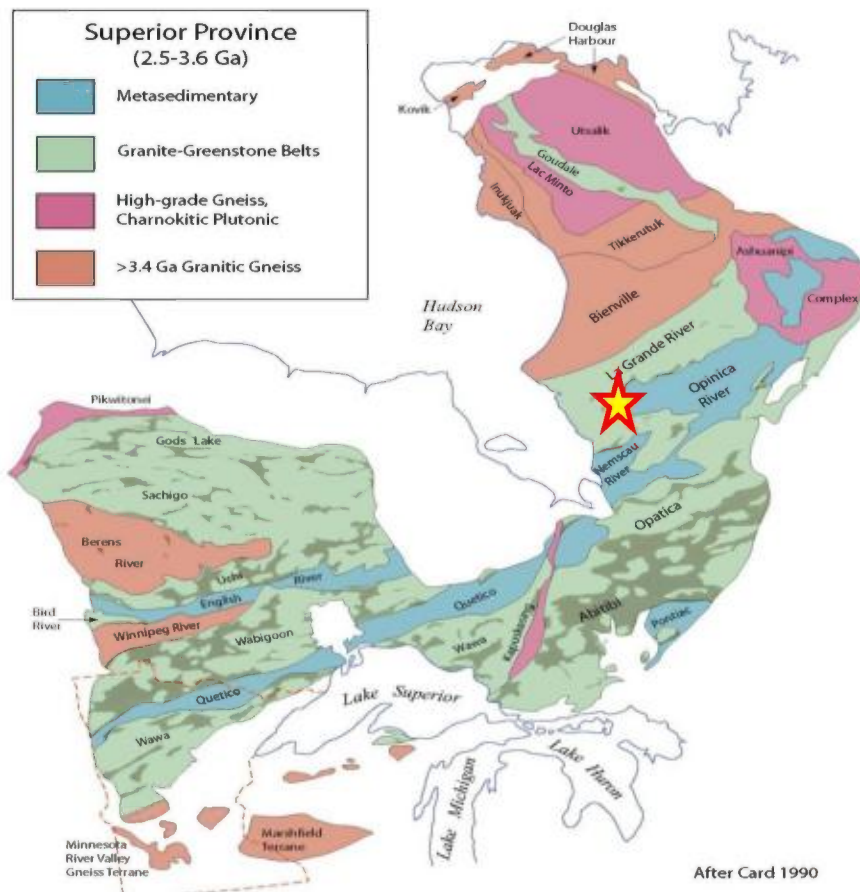 Superior Province
(2.5-3.6 Ga)
Metasedimentary
Granite-Greenstone Belts
High-grade Gneiss,
Charnokitic Plutonic
>3.4 Ga Granitic Gneiss
Douglas
Harbour
Kovik
Utsalik
Goudale
Lac Minto
Inukjuak
Tikkerutuk
Ashuanipi
Complex
Bienville
Hudson
Bay
La Grande River
Opinica
River
Nemscau
River
Opatica
Pikwitonei
Gods Lake
Sachigo
Berens
River
Uchi
English River
Bird
River
Winnipeg River
Wabigoon
Quetico
Wawa
Quetico
Wawa
Kapuskasing
Abitibi
Pontiac
Lake Superior
Lake Michigan
Lake Huron
Minnesota
River Valley
Gneiss Terrane
Marshfield
Terrane
After Card 1990